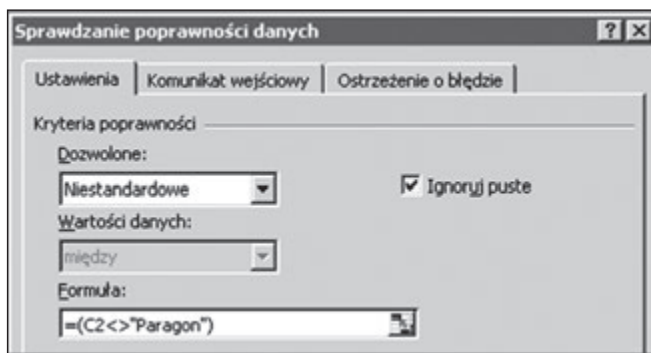 Sprawdzanie poprawności danych
Ustawienia Komunikat wejściowy Ostrzeżenie o błędzie
Kryteria poprawności
Dozwolone:
Niestandardowe Ignoruj puste
Wartości danych:
między
Formuła:
=(C2<>"Paragon")